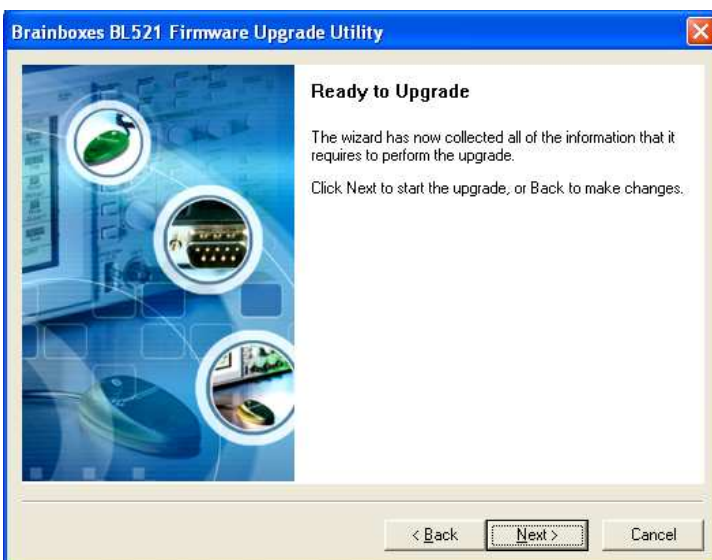 Brainboxes BL521 Firmware Upgrade Utility
Ready to Upgrade
The wizard has now collected all of the information that it
requires to perform the upgrade.
Click Next to start the upgrade, or Back to make changes.
< Back
Next >
Cancel